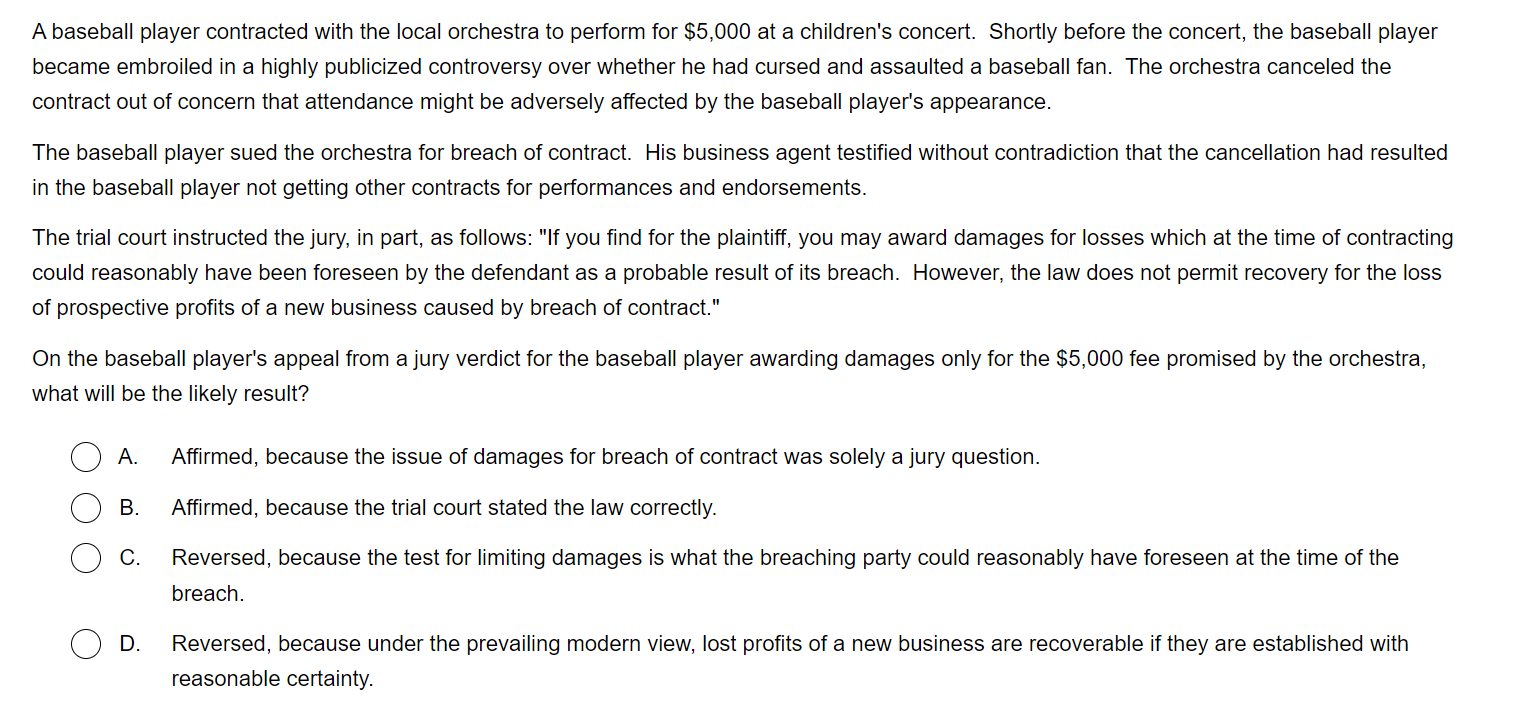 A baseball player contracted with the local orchestra to perform for $5,000 at a children's concert.  Shortly before the concert, the baseball player
became embroiled in a highly publicized controversy over whether he had cursed and assaulted a baseball fan.  The orchestra canceled the
contract out of concern that attendance might be adversely affected by the baseball player's appearance.
The baseball player sued the orchestra for breach of contract.  His business agent testified without contradiction that the cancellation had resulted
in the baseball player not getting other contracts for performances and endorsements.
The trial court instructed the jury, in part, as follows: "If you find for the plaintiff, you may award damages for losses which at the time of contracting
could reasonably have been foreseen by the defendant as a probable result of its breach.  However, the law does not permit recovery for the loss
of prospective profits of a new business caused by breach of contract."
On the baseball player's appeal from a jury verdict for the baseball player awarding damages only for the $5,000 fee promised by the orchestra,
what will be the likely result?
A. Affirmed, because the issue of damages for breach of contract was solely a jury question.
B. Affirmed, because the trial court stated the law correctly.
C. Reversed, because the test for limiting damages is what the breaching party could reasonably have foreseen at the time of the
breach.
D. Reversed, because under the prevailing modern view, lost profits of a new business are recoverable if they are established with
reasonable certainty.